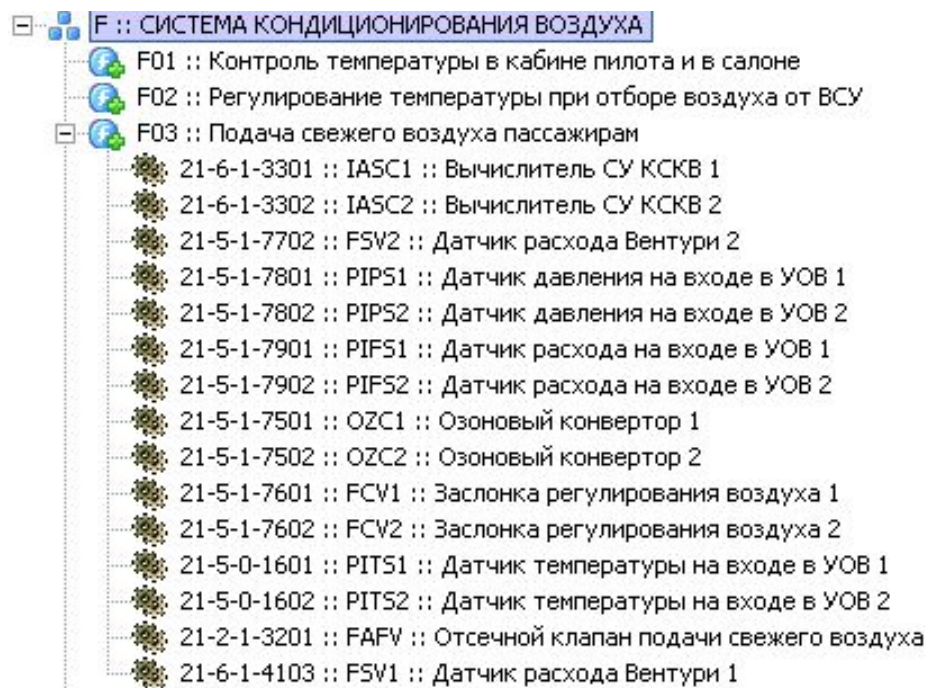 F :: СИСТЕМА КОНДИЦИОНИРОВАНИЯ ВОЗДУХА
F01 :: Контроль температуры в кабине пилота и в салоне
F02 :: Регулирование температуры при отборе воздуха от ВСУ
F03 :: Подача свежего воздуха пассажирам
21-6-1-3301 :: IASC1 :: Вычислитель СУ КСКВ 1
21-6-1-3302 :: IASC2 :: Вычислитель СУ КСКВ 2
21-5-1-7702 :: FSV2 :: Датчик расхода Вентури 2
21-5-1-7801 :: PIPS1 :: Датчик давления на входе в УОВ 1
21-5-1-7802 :: PIPS2 :: Датчик давления на входе в УОВ 2
21-5-1-7901 :: PIFS1 :: Датчик расхода на входе в УОВ 1
21-5-1-7902 :: PIFS2 :: Датчик расхода на входе в УОВ 2
21-5-1-7501 :: OZC1 :: Озоновый конвертор 1
21-5-1-7502 :: OZC2 :: Озоновый конвертор 2
21-5-1-7601 :: FCV1 :: Заслонка регулирования воздуха 1
21-5-1-7602 :: FCV2 :: Заслонка регулирования воздуха 2
21-5-0-1601 :: PITS1 :: Датчик температуры на входе в УОВ 1
21-5-0-1602 :: PITS2 :: Датчик температуры на входе в УОВ 2
21-2-1-3201 :: FAFV :: Отсечной клапан подачи свежего воздуха
21-6-1-4103 :: FSV1 :: Датчик расхода Вентури 1